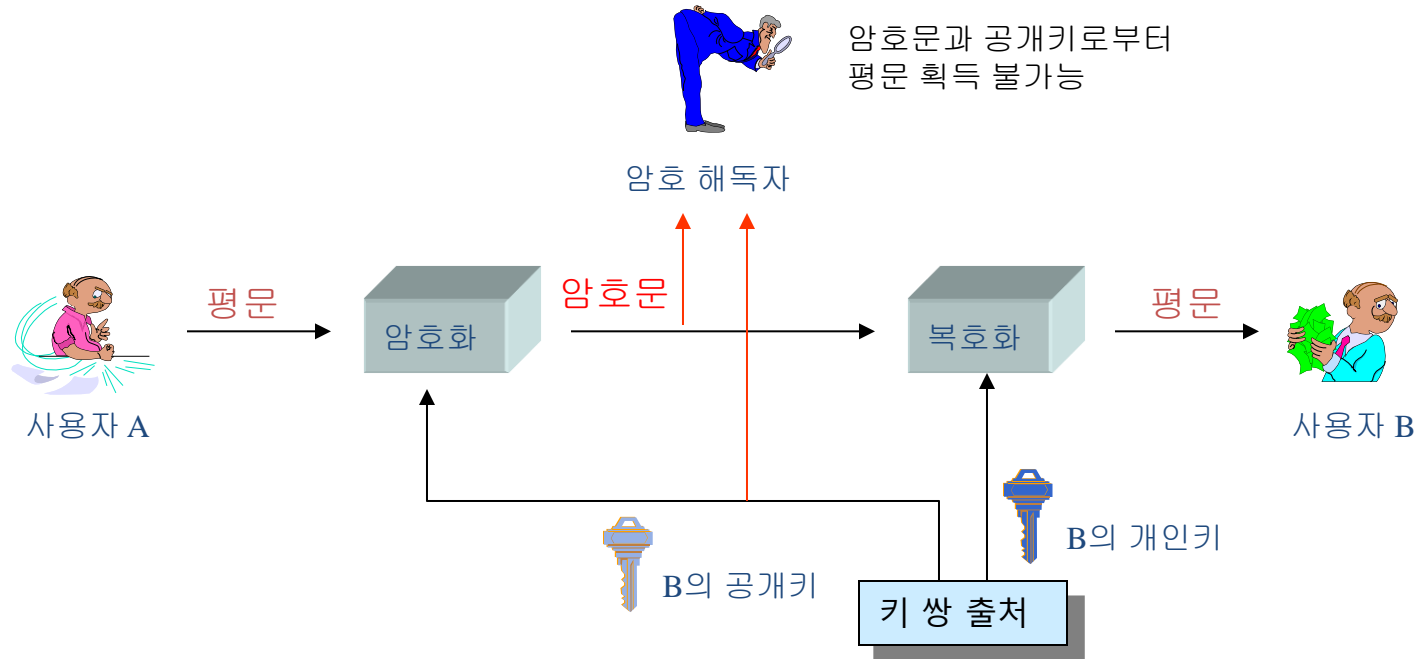 암호문과 공개키로부터
평문 획득 불가능
암호 해독자
평문
암호화
암호문
복호화
평문
사용자 A
사용자 B
B의 공개키
B의 개인키
키 쌍 출처